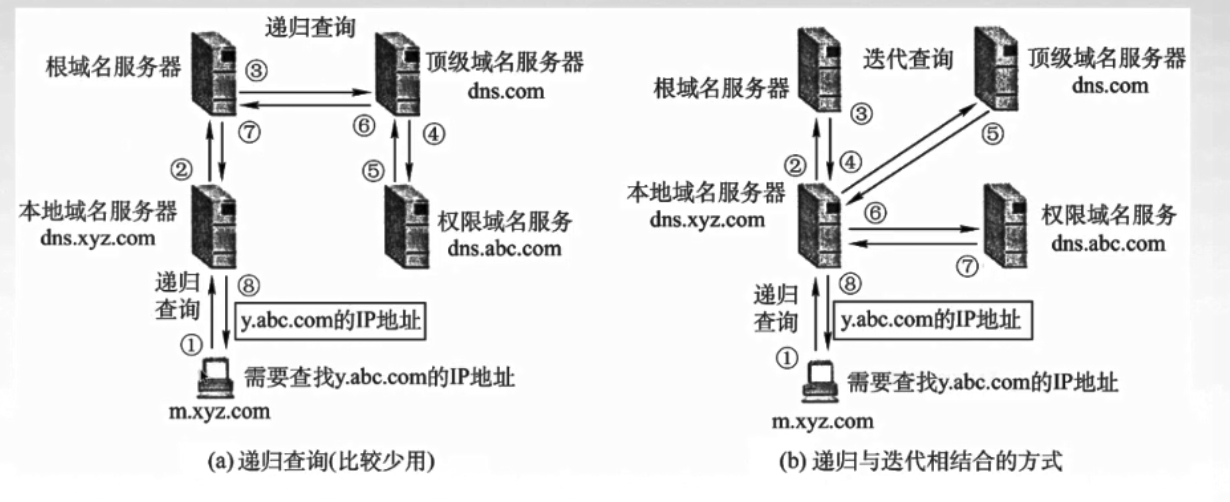 递归查询
根域名服务器
③
顶级域名服务器
dns.com
⑦
⑥
④
②
⑤
本地域名服务器
dns.xyz.com
权限域名服务
dns.abc.com
递归
查询
⑧
y.abc.com的IP地址
①
需要查找y.abc.com的IP地址
m.xyz.com
(a) 递归查询(比较少用)
迭代查询
根域名服务器
顶级域名服务器
dns.com
③
⑤
②
④
本地域名服务器
dns.xyz.com
⑥
权限域名服务
dns.abc.com
⑦
递归
查询
⑧
y.abc.com的IP地址
①
需要查找y.abc.com的IP地址
m.xyz.com
(b) 递归与迭代相结合的方式